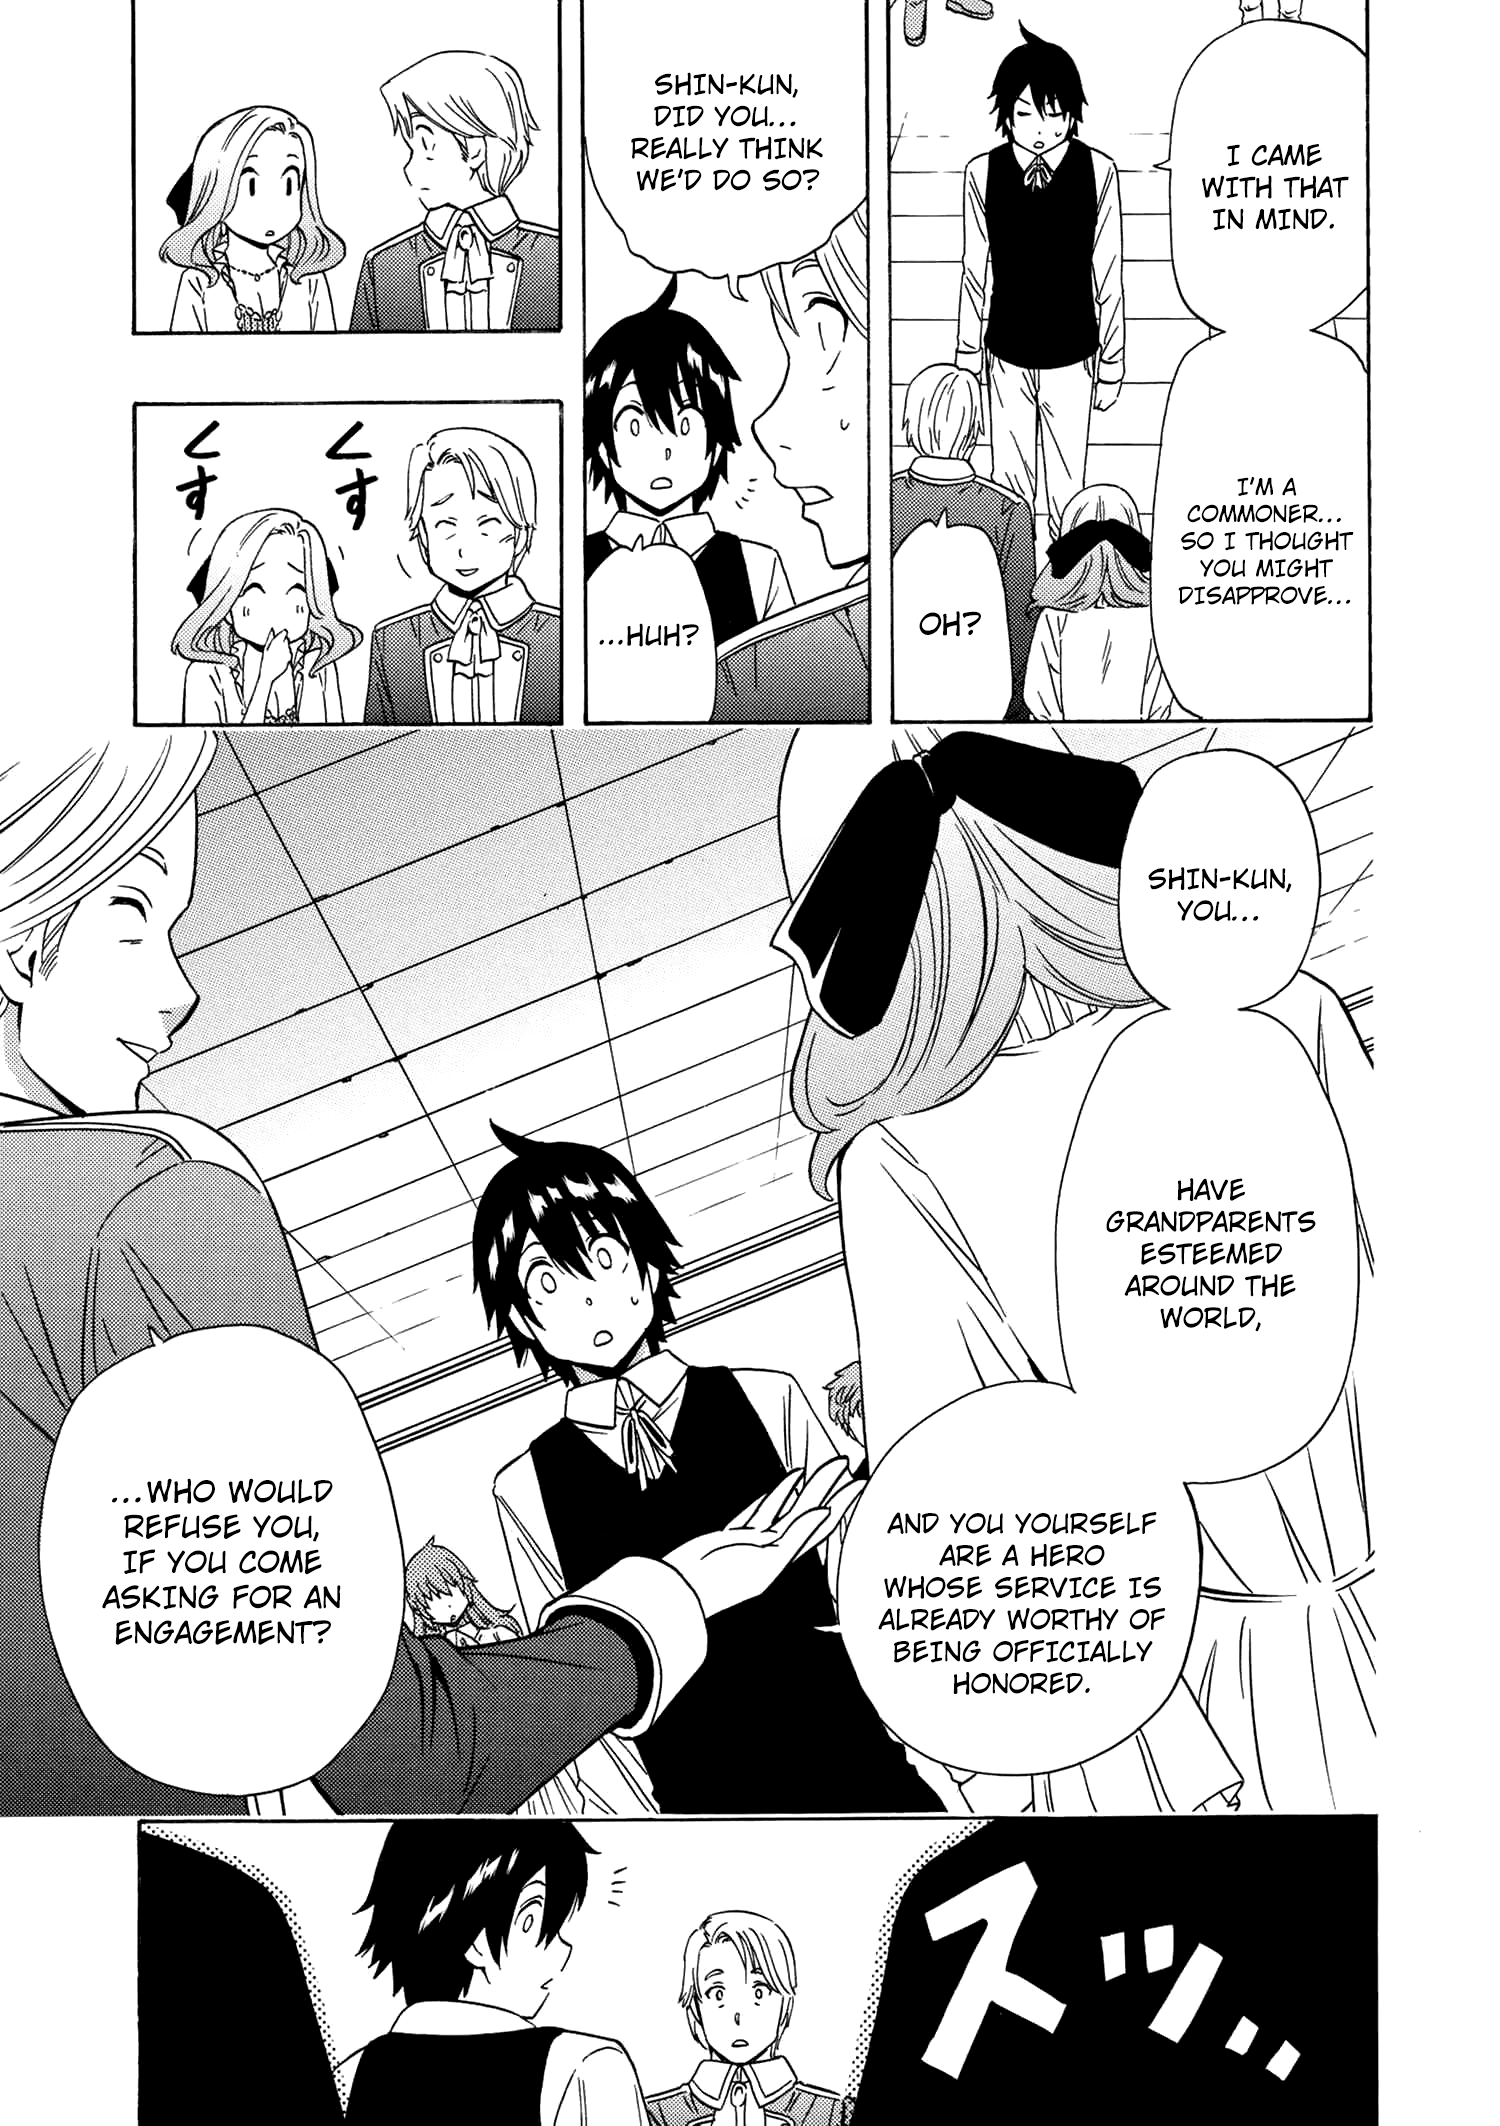 I CAME
WITH THAT
IN MIND.
I'M A
COMMONER...
SO I THOUGHT
YOU MIGHT
DISAPPROVE...
OH?
SHIN-KUN,
DID YOU...
REALLY THINK
WE'D DO SO?
...HUH?
くす
くす
SHIN-KUN,
YOU...
HAVE
GRANDPARENTS
ESTEEMED
AROUND THE
WORLD,
AND YOU YOURSELF
ARE A HERO
WHOSE SERVICE IS
ALREADY WORTHY OF
BEING OFFICIALLY
HONORED.
...WHO WOULD
REFUSE YOU,
IF YOU COME
ASKING FOR AN
ENGAGEMENT?
ズッ...